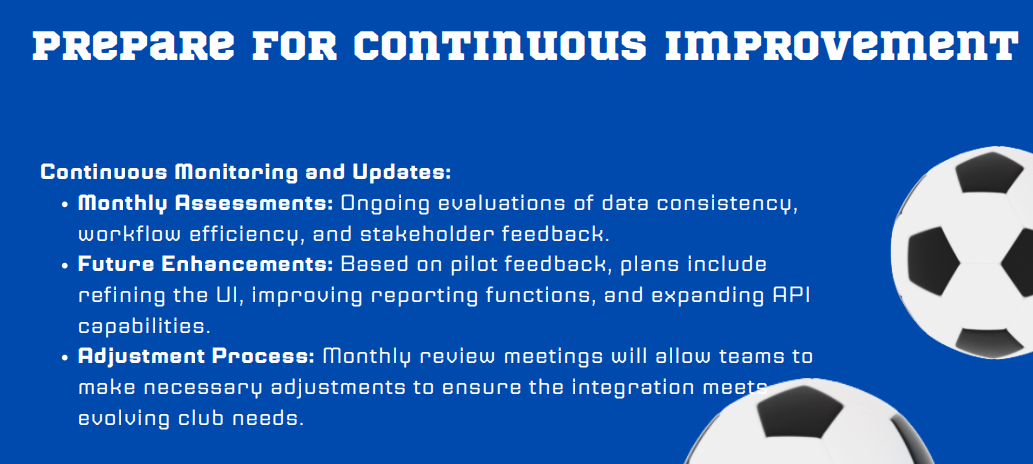 PREPARE FOR CONTINUOUS IMPROVEMENT
Continuous Monitoring and Updates:
• Monthly Assessments: Ongoing evaluations of data consistency,
workflow efficiency, and stakeholder feedback.
• Future Enhancements: Based on pilot feedback, plans include
refining the UI, improving reporting functions, and expanding API
capabilities.
• Adjustment Process: Monthly review meetings will allow teams to
make necessary adjustments to ensure the integration meets
evolving club needs.